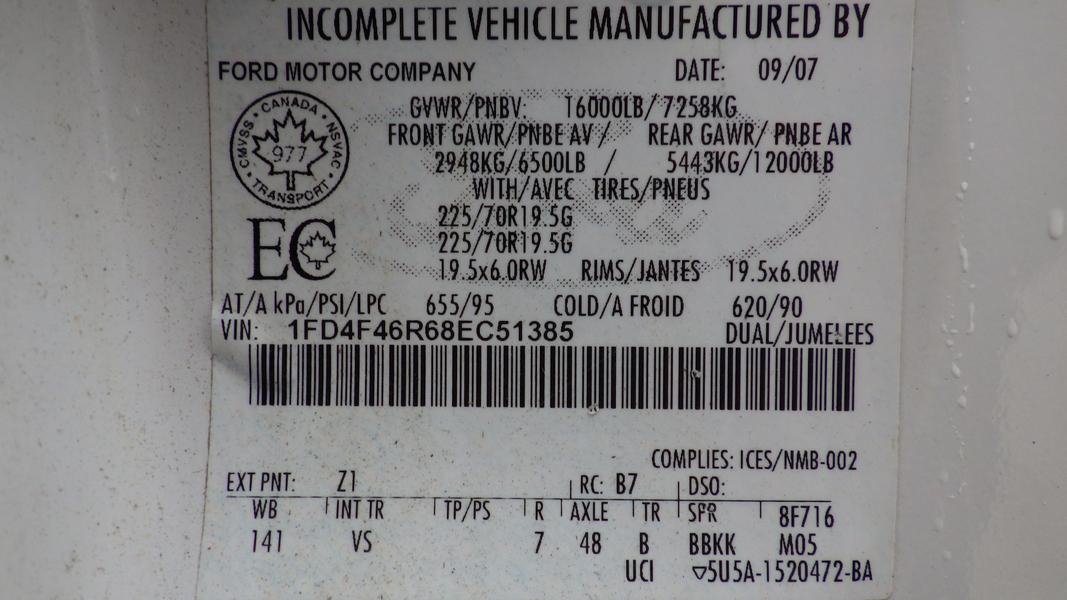 INCOMPLETE VEHICLE MANUFACTURED BY
FORD MOTOR COMPANY DATE: 09/07
GVWR/PNBV: 16000LB/ 7258KG
FRONT GAWR/PNBE AV / REAR GAWR/ PNBE AR
2948KG/6500LB / 5443KG/12000LB
WITH/AVEC TIRES/PNEUS
225/70R19.5G
225/70R19.5G
19.5x6.0RW RIMS/JANTES 19.5x6.0RW
CANADA · NSVAC · TRANSPORT · CMVSS ·
977
EC
AT/A kPa/PSI/LPC 655/95 COLD/A FROID 620/90
VIN: 1FD4F46R68EC51385 DUAL/JUMELEES
COMPLIES: ICES/NMB-002
EXT PNT: Z1 RC: B7 DSO:
WB INT TR TP/PS R AXLE TR SPR 8F716
141 VS 7 48 B BBKK M05
UCI ▽5U5A-1520472-BA